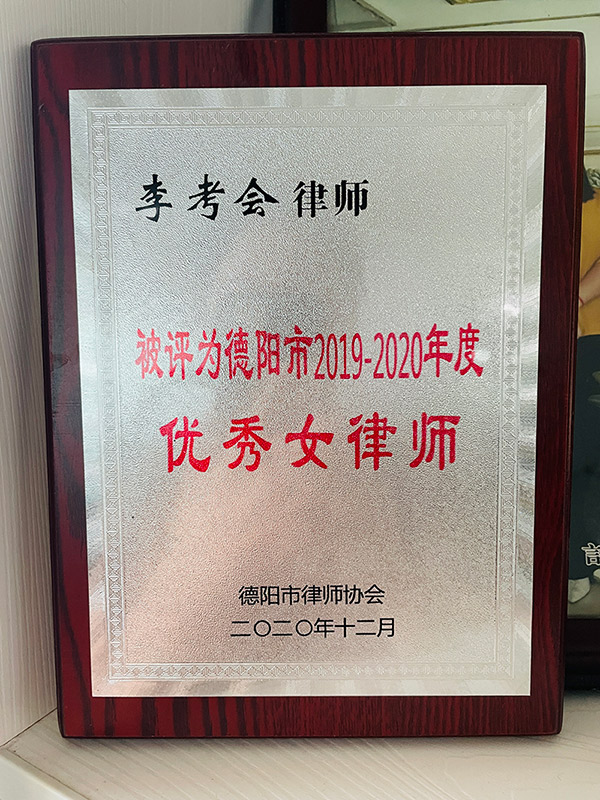 李考会 律师
被评为德阳市2019-2020年度
优秀女律师
德阳市律师协会
二〇二〇年十二月